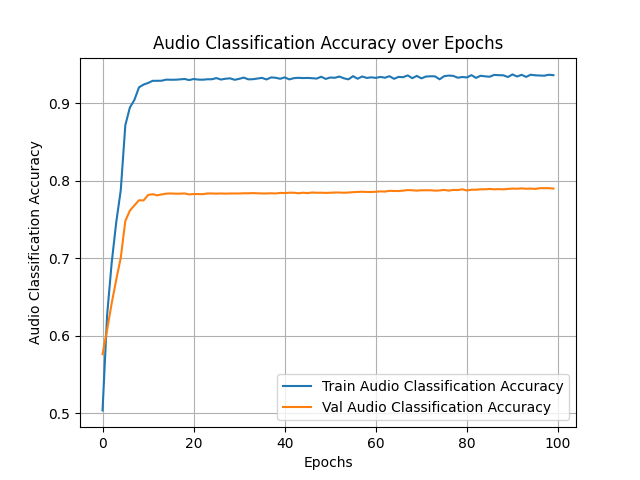 Audio Classification Accuracy over Epochs
Audio Classification Accuracy
0.9
0.8
0.7
0.6
0.5
0 20 40 60 80 100
Epochs
Train Audio Classification Accuracy
Val Audio Classification Accuracy